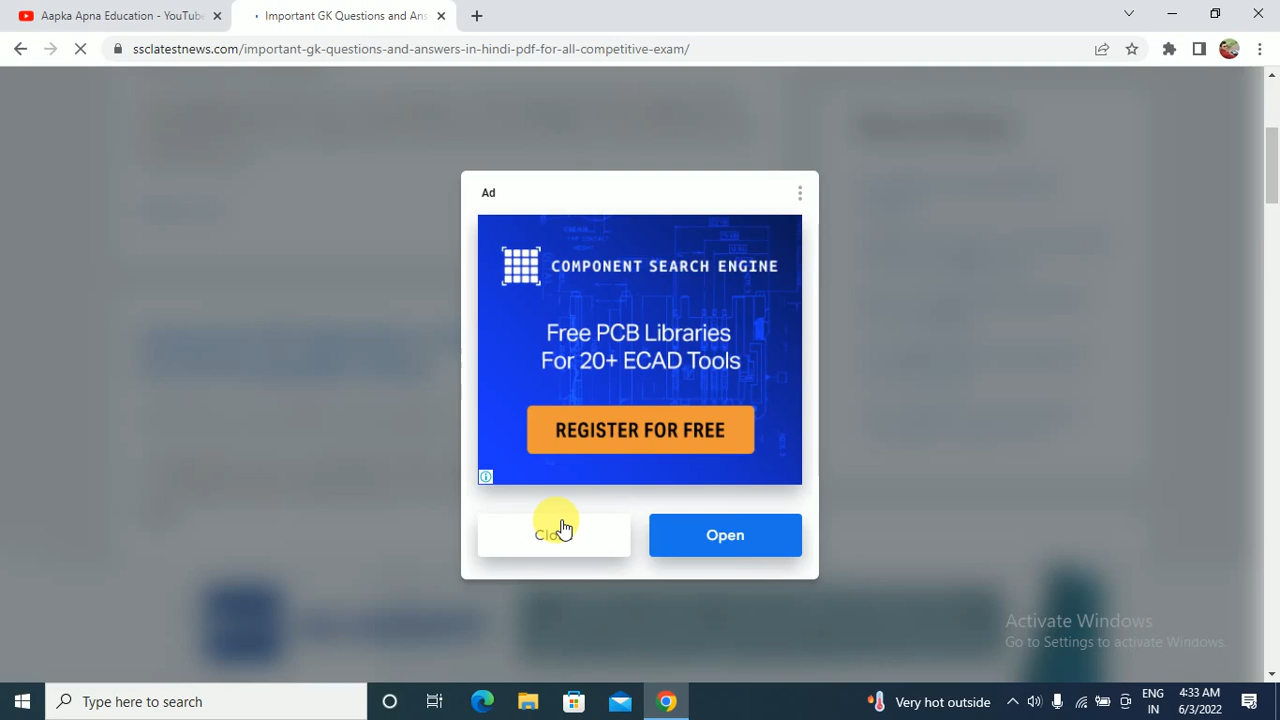 Aapka Apna Education - YouTube
Important GK Questions and Ans
ssclatestnews.com/important-gk-questions-and-answers-in-hindi-pdf-for-all-competitive-exam/
Ad
COMPONENT SEARCH ENGINE
Free PCB Libraries
For 20+ ECAD Tools
REGISTER FOR FREE
Open
Activate Windows
Go to Settings to activate Windows.
Type here to search
Very hot outside
ENG
IN
4:33 AM
6/3/2022